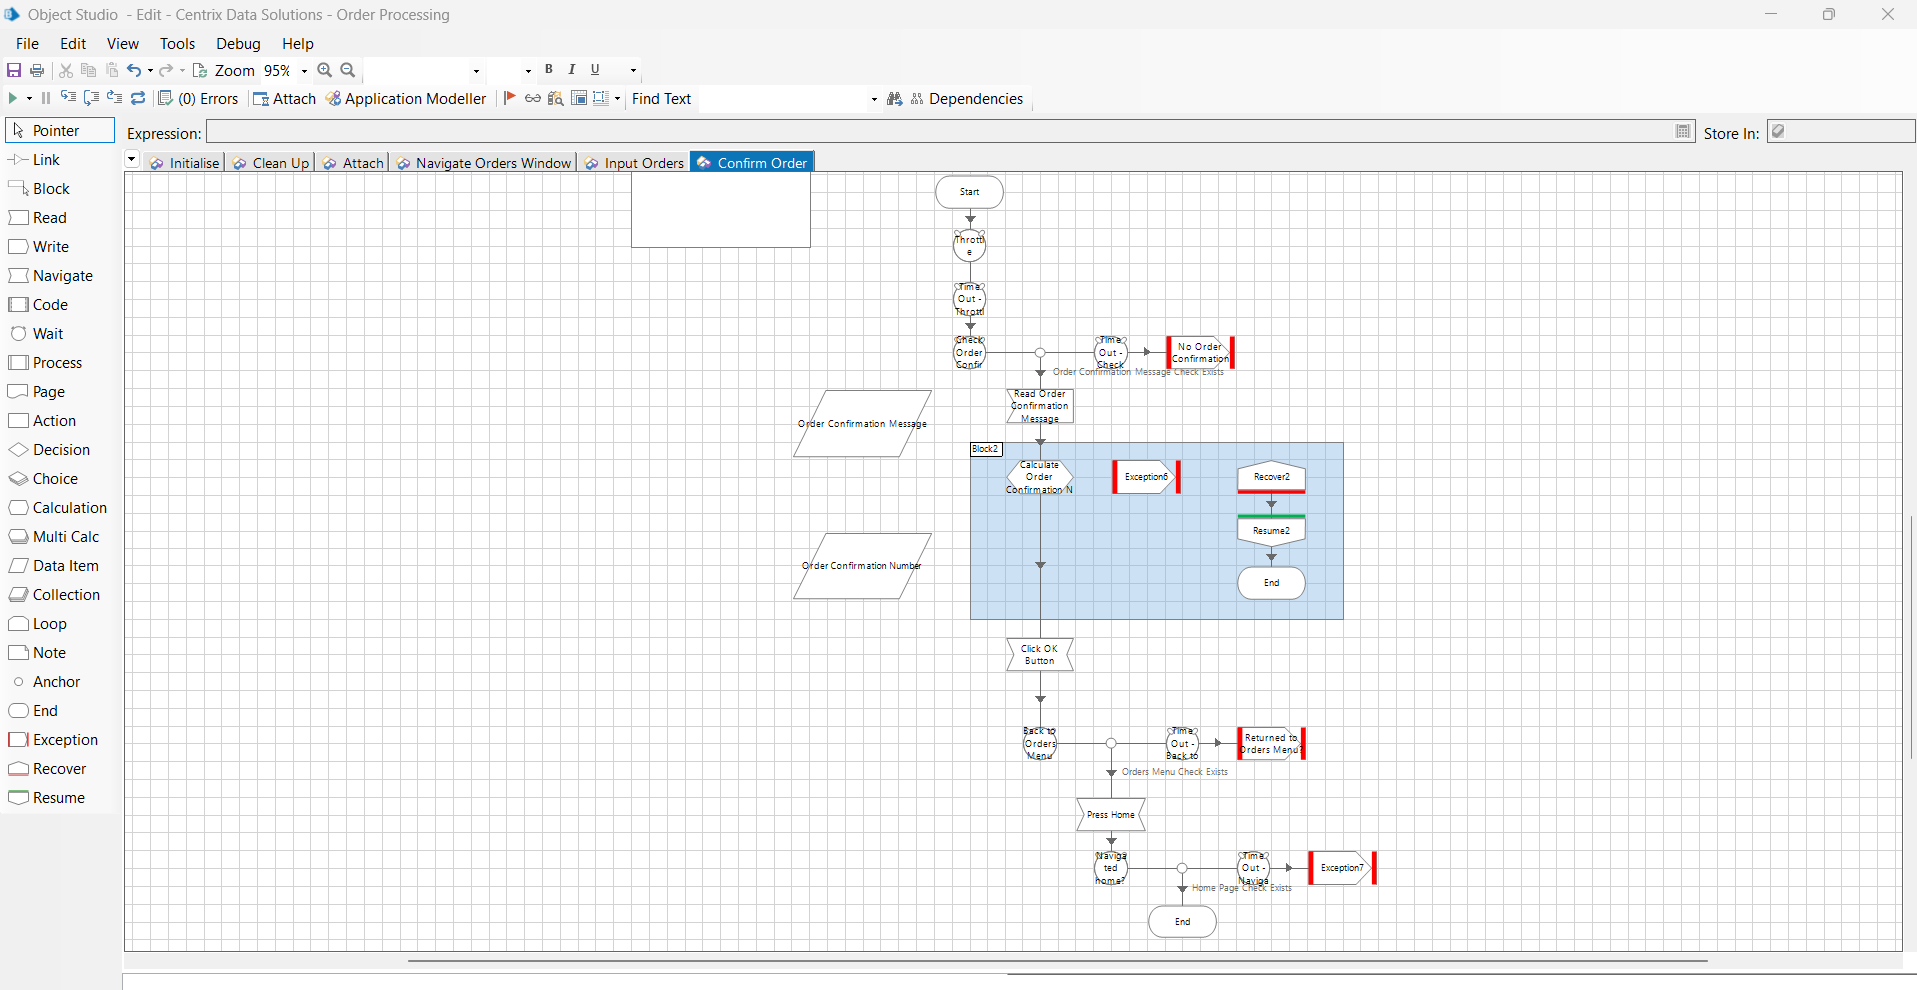 Object Studio - Edit - Centrix Data Solutions - Order Processing
File Edit View Tools Debug Help
Zoom 95% B I U
(0) Errors Attach Application Modeller Find Text Dependencies
Pointer
Link
Block
Read
Write
Navigate
Code
Wait
Process
Page
Action
Decision
Choice
Calculation
Multi Calc
Data Item
Collection
Loop
Note
Anchor
End
Exception
Recover
Resume
Expression:
Store In:
Initialise Clean Up Attach Navigate Orders Window Input Orders Confirm Order
Start
Throttl
e
Time
Out -
Throttl
Check
Order
Confir
Time
Out -
Check
No Order
Confirmation
Order Confirmation Message Check Exists
Read Order
Confirmation
Message
Order Confirmation Message
Block2
Calculate
Order
Confirmation N
Exception6
Recover2
Resume2
End
Order Confirmation Number
Click OK
Button
Back to
Orders
Menu
Time
Out -
Back to
Returned to
Orders Menu?
Orders Menu Check Exists
Press Home
Naviga
ted
home?
Time
Out -
Naviga
Exception7
Home Page Check Exists
End